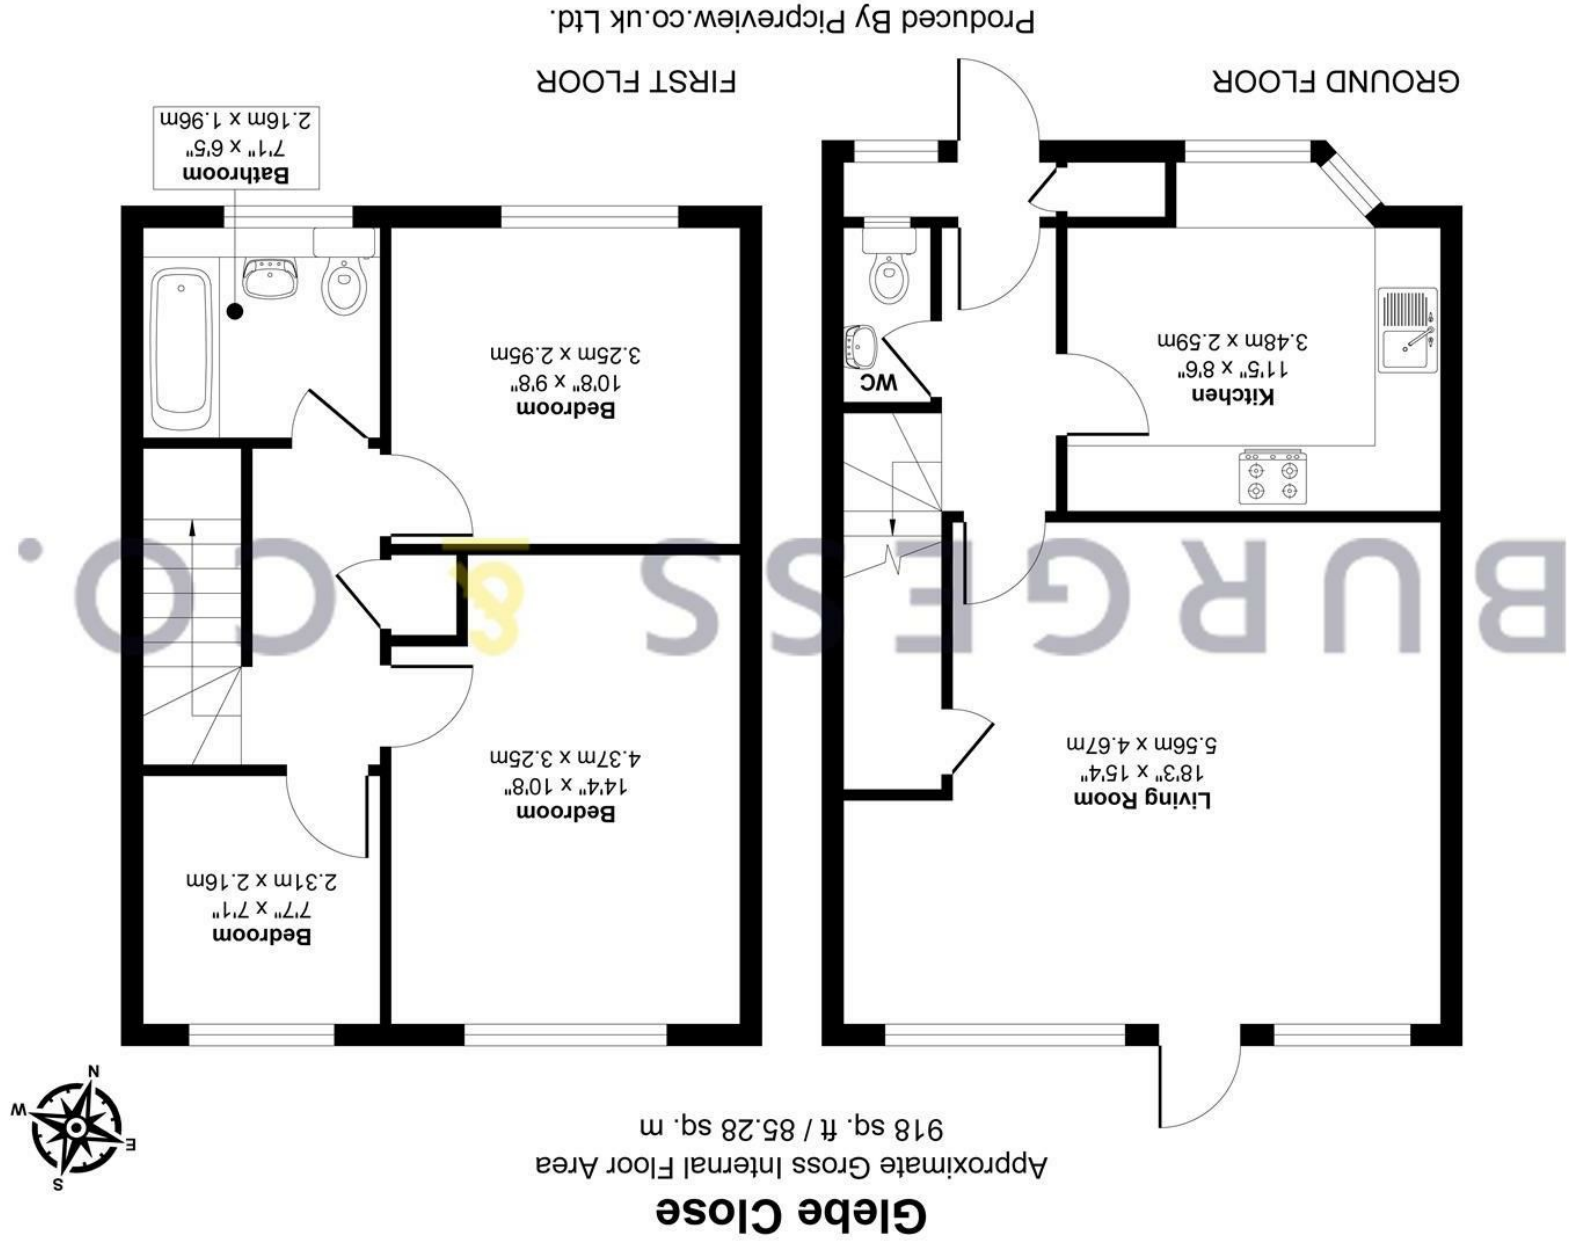 Glebe Close
Approximate Gross Internal Floor Area
918 sq. ft / 85.28 sq. m
S
E
W
N
Living Room
18'3" x 15'4"
5.56m x 4.67m
Kitchen
11'5" x 8'6"
3.48m x 2.59m
WC
GROUND FLOOR
Bedroom
7'7" x 7'1"
2.31m x 2.16m
Bedroom
14'4" x 10'8"
4.37m x 3.25m
Bedroom
10'8" x 9'8"
3.25m x 2.95m
Bathroom
7'1" x 6'5"
2.16m x 1.96m
FIRST FLOOR
BURGESS & CO.
Produced By Picpreview.co.uk Ltd.